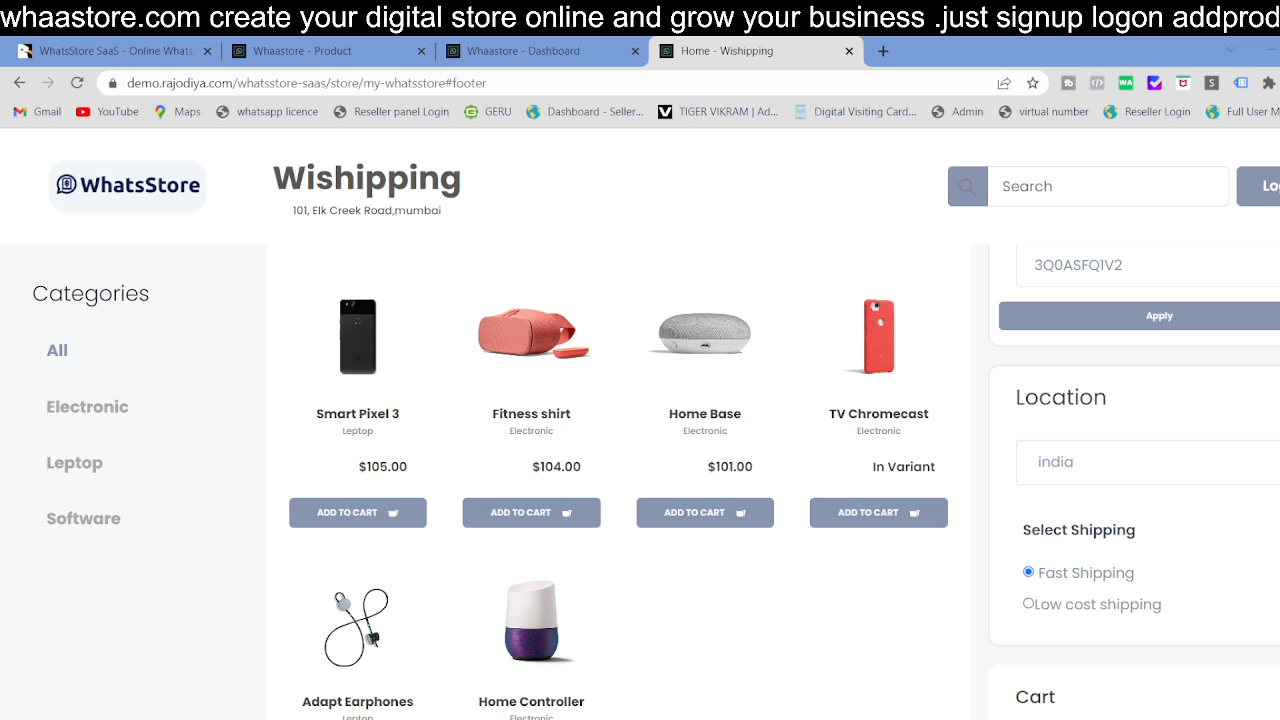 whaastore.com create your digital store online and grow your business .just signup logon addprod
WhatsStore SaaS - Online Whats
Whaastore - Product
Whaastore - Dashboard
Home - Wishipping
demo.rajodiya.com/whatsstore-saas/store/my-whatsstore#footer
Gmail
YouTube
Maps
whatsapp licence
Reseller panel Login
GERU
Dashboard - Seller...
TIGER VIKRAM | Ad...
Digital Visiting Card...
Admin
virtual number
Reseller Login
Full User M
WhatsStore
Wishipping
101, Elk Creek Road,mumbai
Search
Lo
Categories
All
Electronic
Leptop
Software
Smart Pixel 3
Leptop
$105.00
ADD TO CART
Fitness shirt
Electronic
$104.00
ADD TO CART
Home Base
Electronic
$101.00
ADD TO CART
TV Chromecast
Electronic
In Variant
ADD TO CART
Adapt Earphones
Leptop
Home Controller
Electronic
3Q0ASFQ1V2
Apply
Location
india
Select Shipping
Fast Shipping
Low cost shipping
Cart